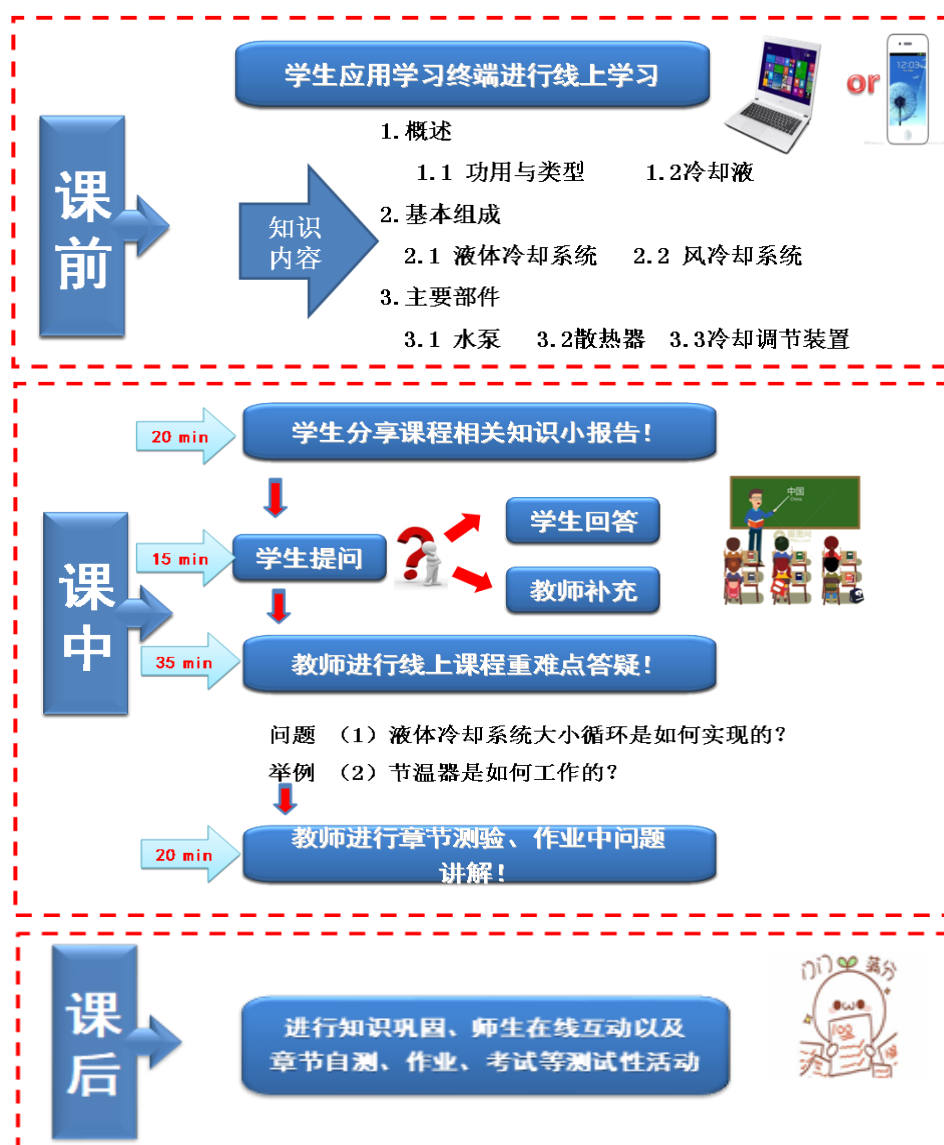 学生应用学习终端进行线上学习
or
12:03
课前
知识
内容
1.概述
1.1 功用与类型 1.2冷却液
2.基本组成
2.1 液体冷却系统 2.2 风冷却系统
3.主要部件
3.1 水泵 3.2散热器 3.3冷却调节装置
课中
20 min
学生分享课程相关知识小报告！
15 min
学生提问
?
学生回答
教师补充
中国
China
35 min
教师进行线上课程重难点答疑！
问题 （1）液体冷却系统大小循环是如何实现的？
举例 （2）节温器是如何工作的？
20 min
教师进行章节测验、作业中问题
讲解！
课后
进行知识巩固、师生在线互动以及
章节自测、作业、考试等测试性活动
门门 满分
100